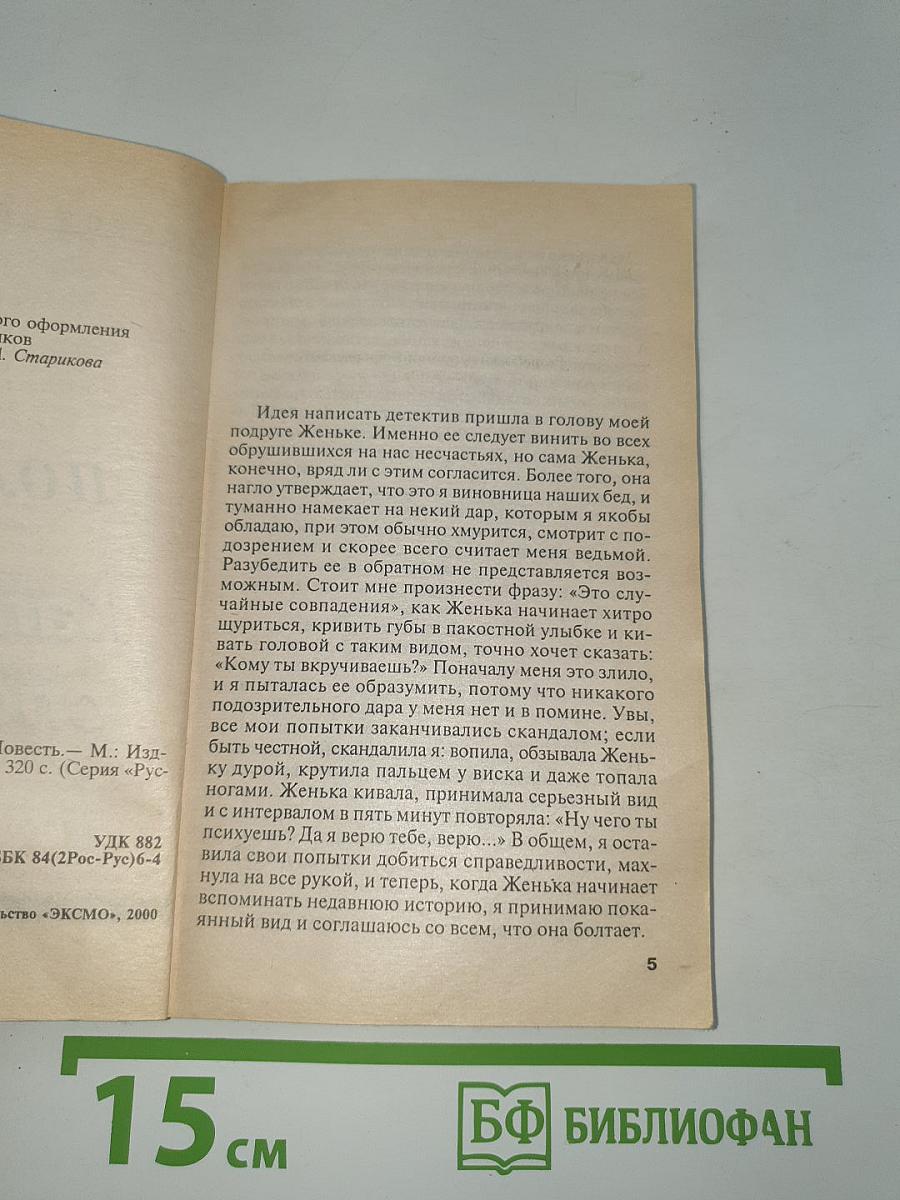 ого оформления
иков
Старикова
Повесть.— М.: Изд-
320 с. (Серия «Рус-
УДК 882
ББК 84(2Рос-Рус)6-4
льство «ЭКСМО», 2000
Идея написать детектив пришла в голову моей
подруге Женьке. Именно ее следует винить во всех
обрушившихся на нас несчастьях, но сама Женька,
конечно, вряд ли с этим согласится. Более того, она
нагло утверждает, что это я виновница наших бед, и
туманно намекает на некий дар, которым я якобы
обладаю, при этом обычно хмурится, смотрит с по-
дозрением и скорее всего считает меня ведьмой.
Разубедить ее в обратном не представляется воз-
можным. Стоит мне произнести фразу: «Это слу-
чайные совпадения», как Женька начинает хитро
щуриться, кривить губы в пакостной улыбке и ки-
вать головой с таким видом, точно хочет сказать:
«Кому ты вкручиваешь?» Поначалу меня это злило,
и я пыталась ее образумить, потому что никакого
подозрительного дара у меня нет и в помине. Увы,
все мои попытки заканчивались скандалом; если
быть честной, скандалила я: вопила, обзывала Жень-
ку дурой, крутила пальцем у виска и даже топала
ногами. Женька кивала, принимала серьезный вид
и с интервалом в пять минут повторяла: «Ну чего ты
психуешь? Да я верю тебе, верю...» В общем, я оста-
вила свои попытки добиться справедливости, мах-
нула на все рукой, и теперь, когда Женька начинает
вспоминать недавнюю историю, я принимаю пока-
янный вид и соглашаюсь со всем, что она болтает.
5
15 см
БФ БИБЛИОФАН